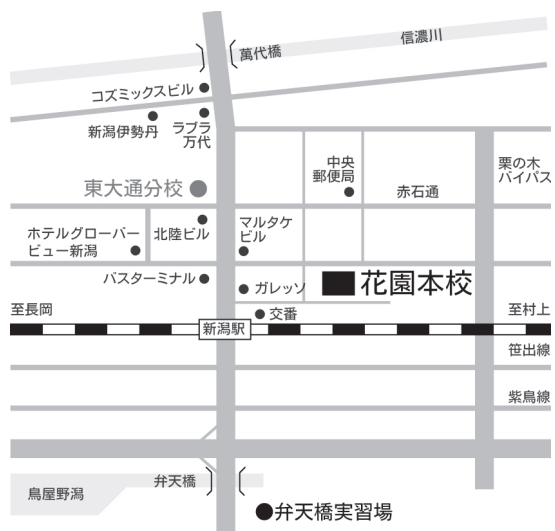 信濃川
萬代橋
コズミックスビル
新潟伊勢丹
ラブラ
万代
中央
郵便局
栗の木
バイパス
東大通分校
赤石通
ホテルグローバー
ビュー新潟
北陸ビル
マルタケ
ビル
バスターミナル
ガレッソ
花園本校
至長岡
交番
至村上
新潟駅
笹出線
紫鳥線
弁天橋
鳥屋野潟
弁天橋実習場